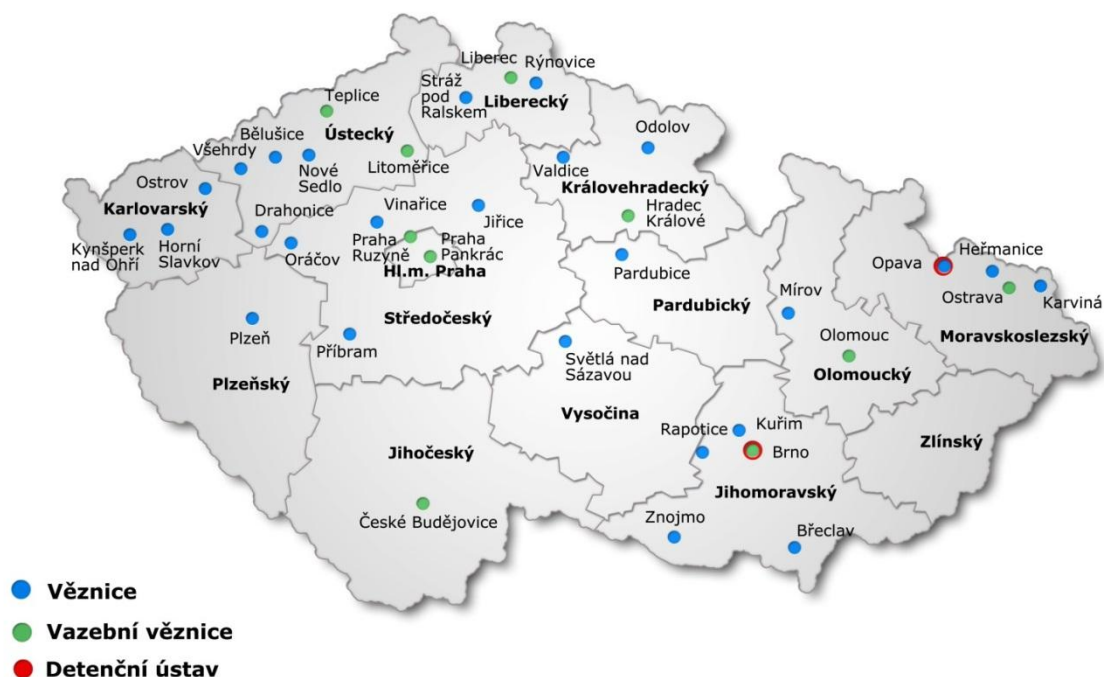 Liberec
Rýnovice
Stráž
pod
Ralskem
Liberecký
Teplice
Ústecký
Bělušice
Všehrdy
Nové
Sedlo
Litoměřice
Odolov
Valdice
Královehradecký
Hradec
Králové
Ostrov
Karlovarský
Kynšperk
nad Ohří
Horní
Slavkov
Drahonice
Oráčov
Vinařice
Jiřice
Praha
Ruzyně
Praha
Pankrác
Hl.m. Praha
Středočeský
Pardubice
Pardubický
Opava
Heřmanice
Ostrava
Karviná
Moravskoslezský
Mírov
Olomouc
Olomoucký
Plzeň
Plzeňský
Příbram
Světlá nad
Sázavou
Vysočina
Zlínský
Rapotice
Kuřim
Brno
Jihomoravský
Jihočeský
České Budějovice
Znojmo
Břeclav
Věznice
Vazební věznice
Detenční ústav